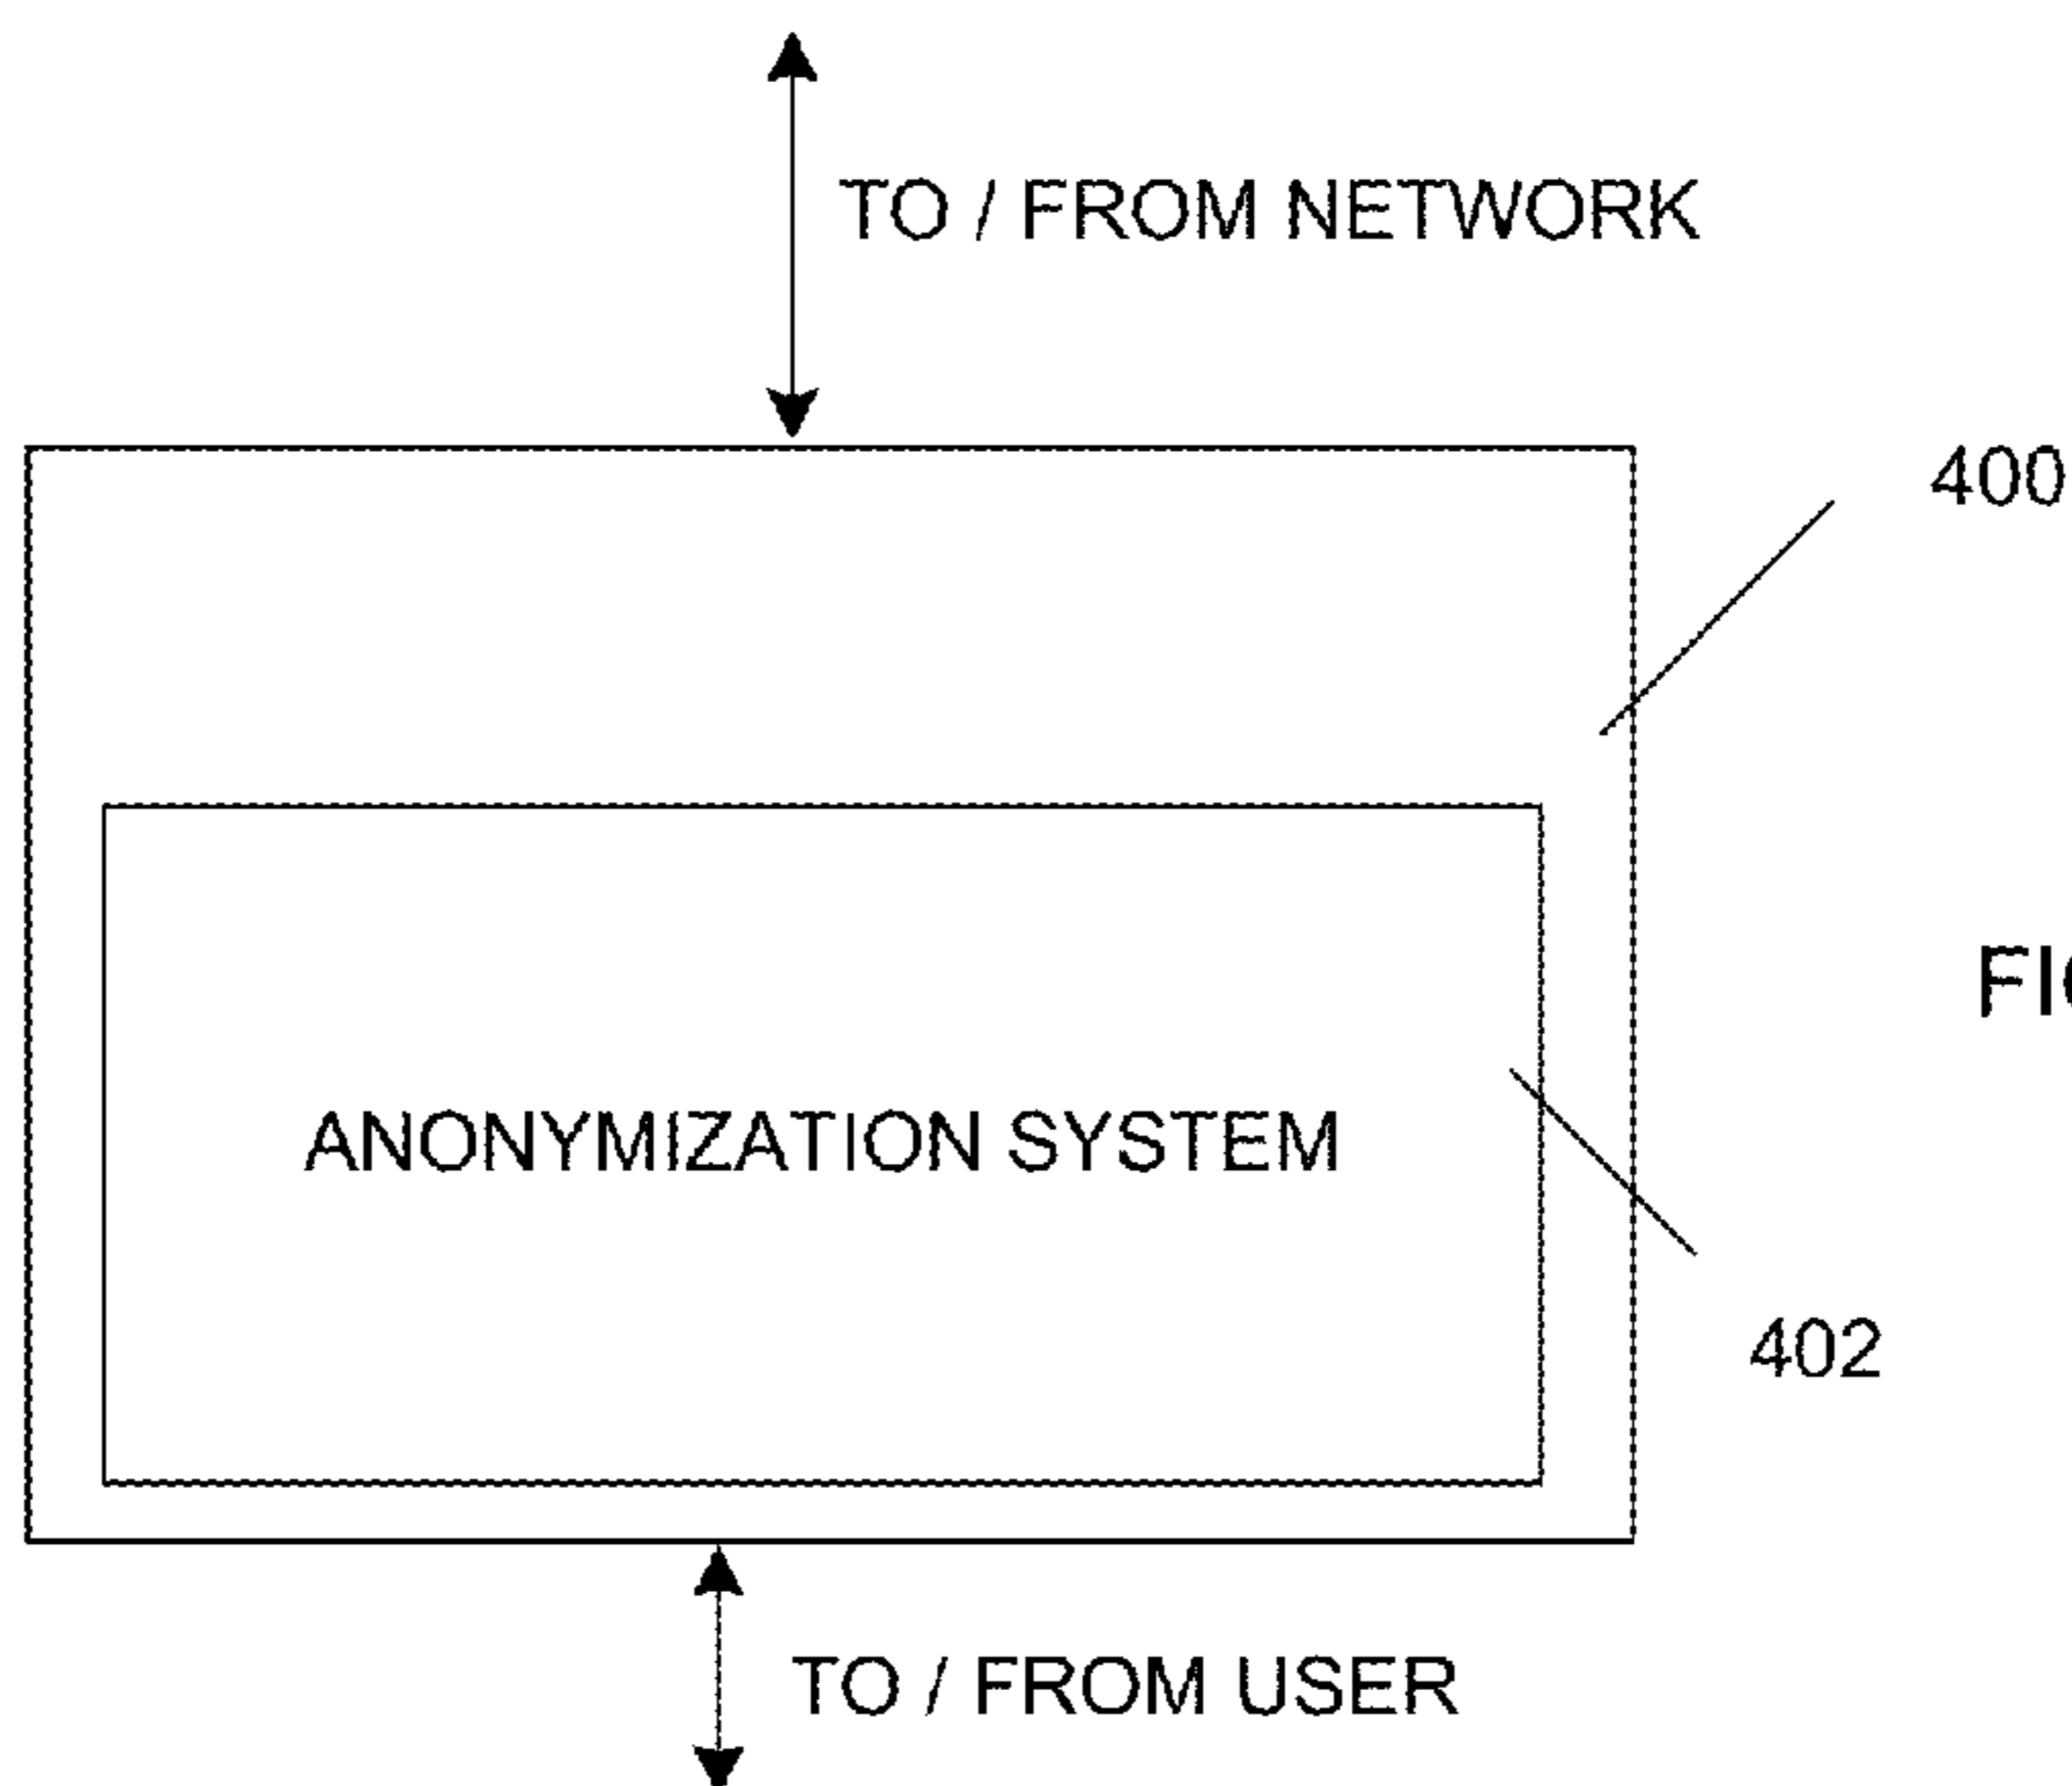 TO / FROM NETWORK
400
ANONYMIZATION SYSTEM
402
TO / FROM USER